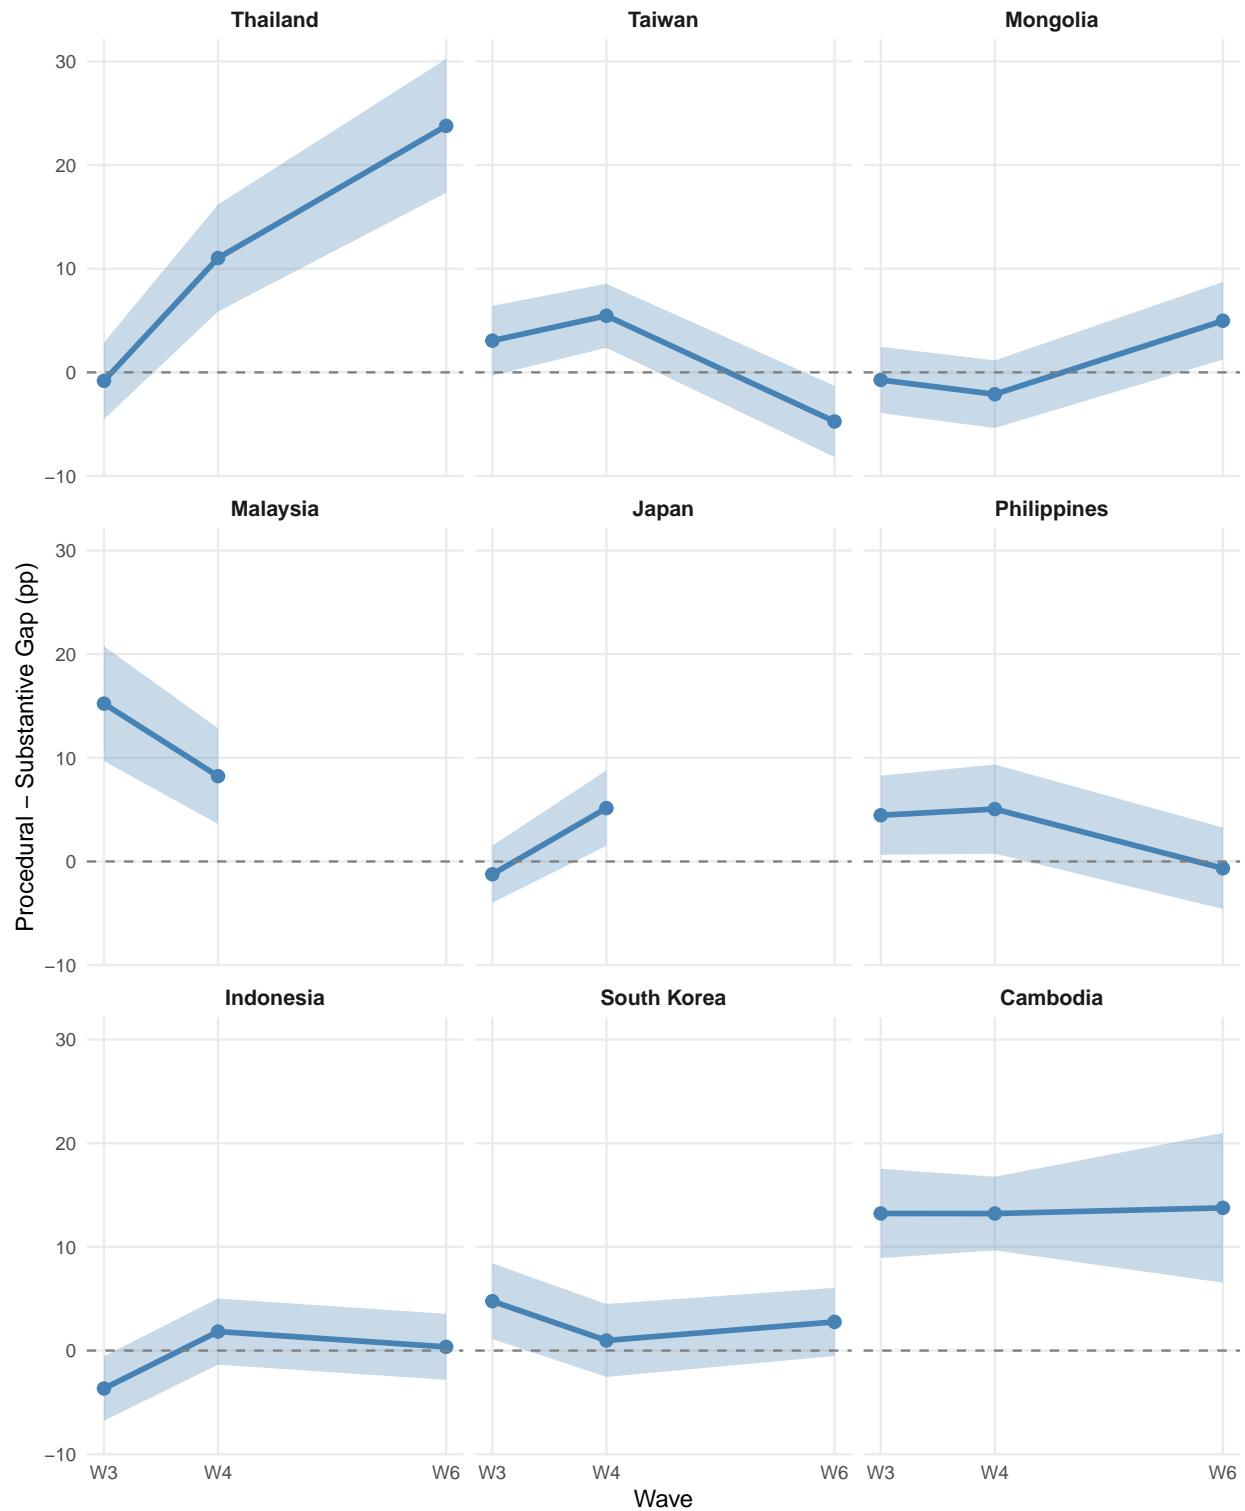 Thailand Taiwan Mongolia
30
20
10
0
−10
Malaysia Japan Philippines
30
20
10
0
−10
Indonesia South Korea Cambodia
30
20
10
0
−10
W3 W4 W6 W3 W4 W6 W3 W4 W6
Wave
Procedural − Substantive Gap (pp)